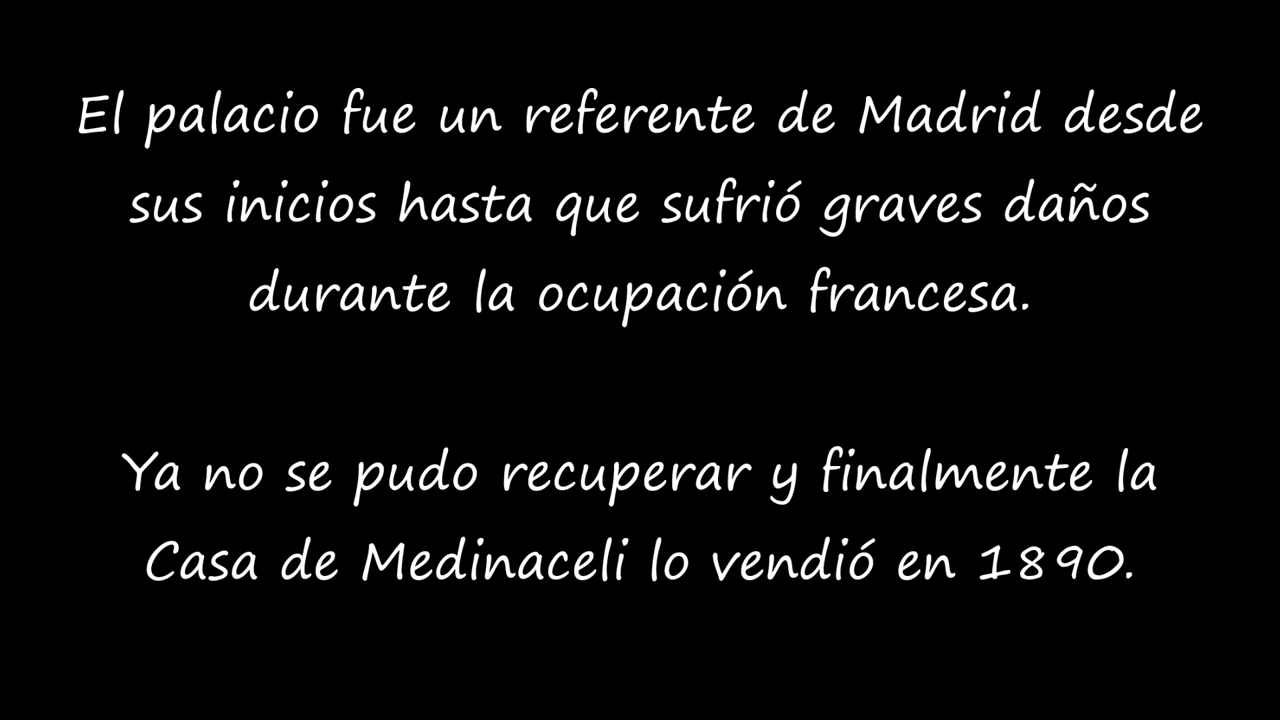 El palacio fue un referente de Madrid desde
sus inicios hasta que sufrió graves daños
durante la ocupación francesa.
Ya no se pudo recuperar y finalmente la
Casa de Medinaceli lo vendió en 1890.